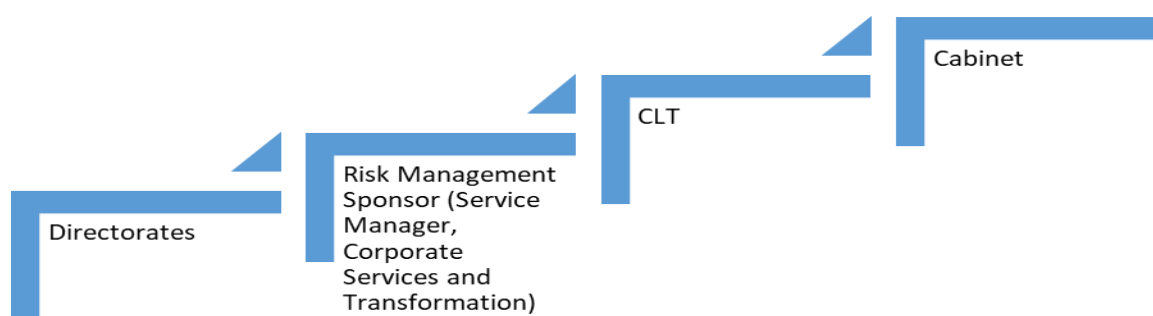 Directorates
Risk Management
Sponsor (Service
Manager,
Corporate
Services and
Transformation)
CLT
Cabinet